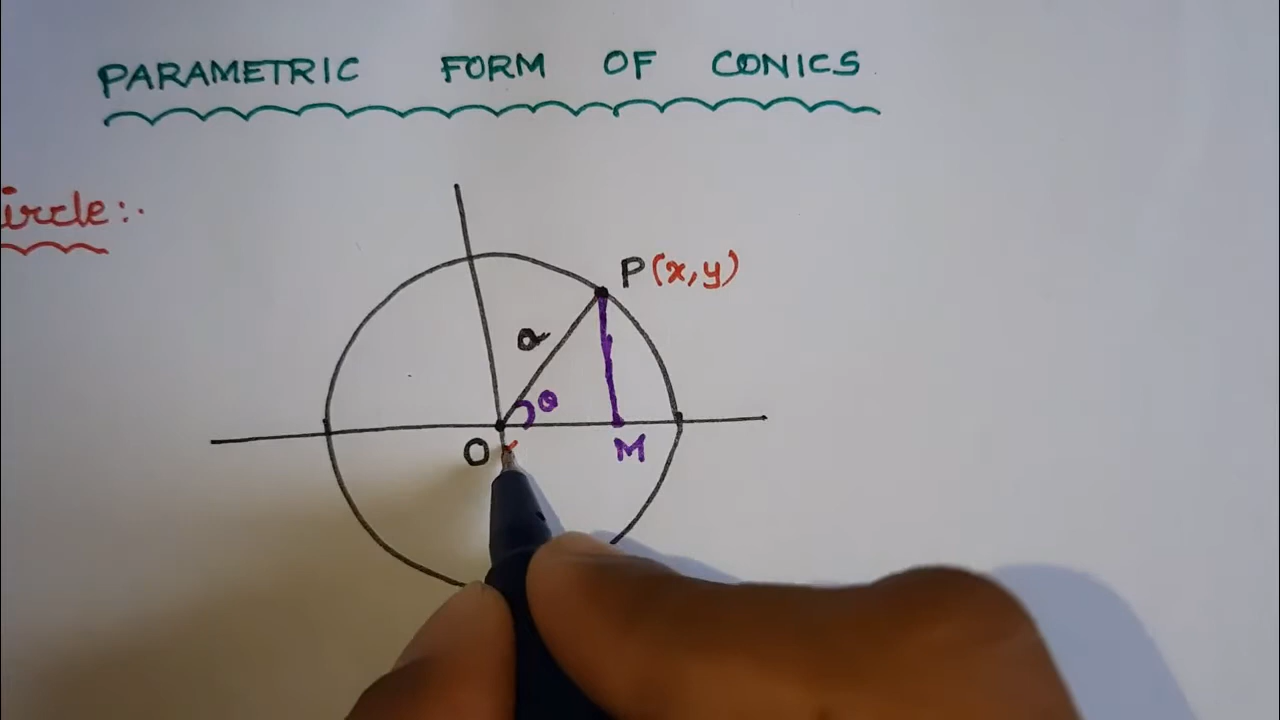 PARAMETRIC FORM OF CONICS
ircle:-
P(x,y)
a
θ
O
M